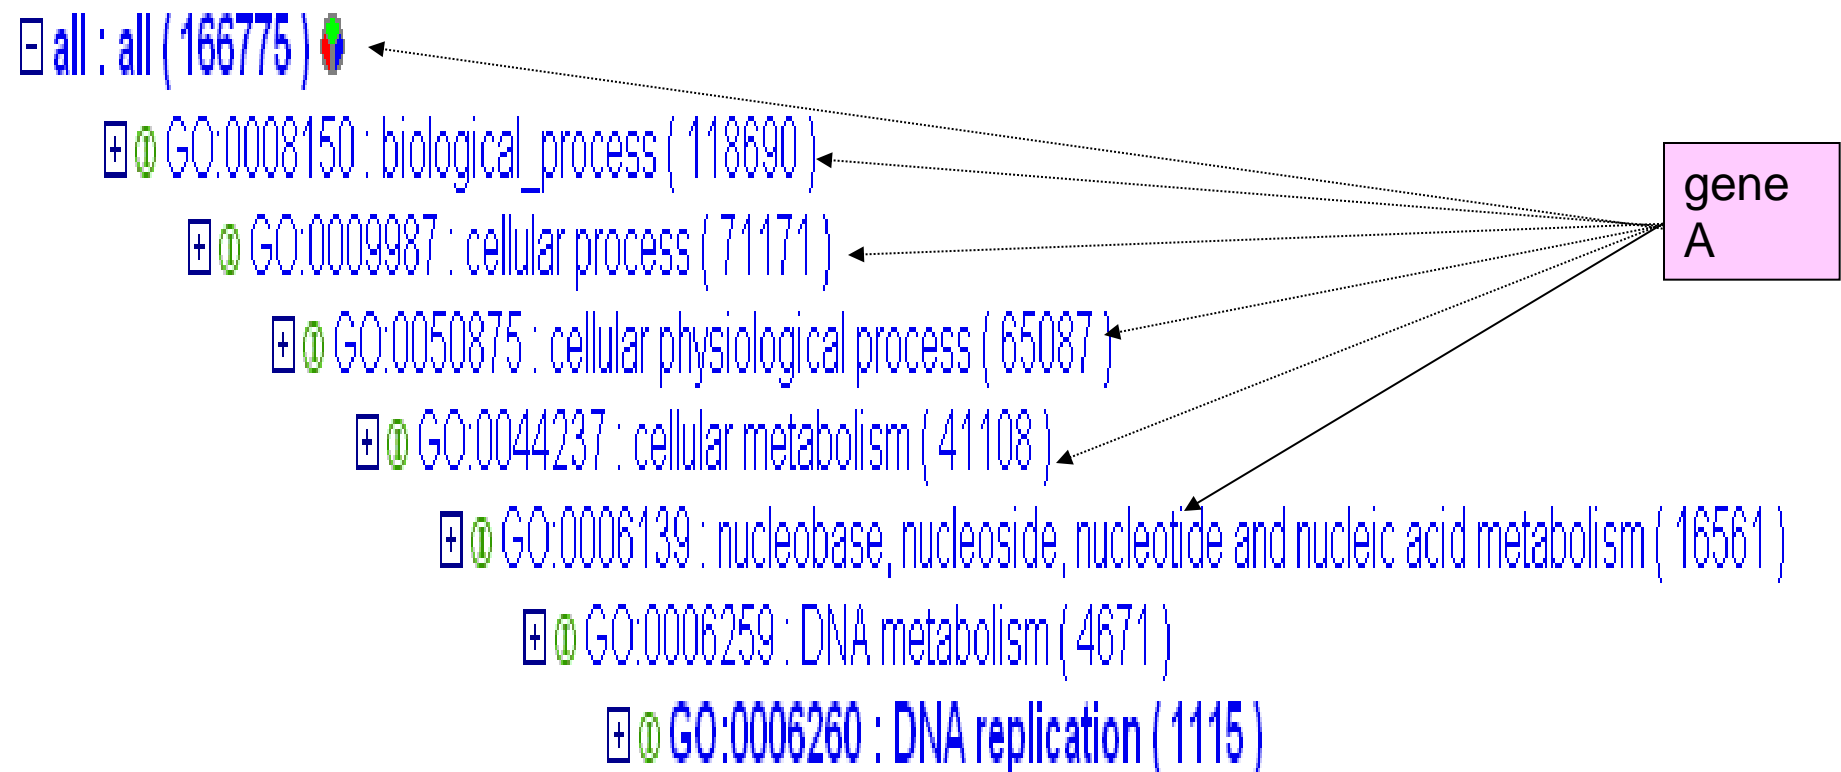 all : all ( 166775 )
GO:0008150 : biological_process ( 118690 )
GO:0009987 : cellular process ( 71171 )
GO:0050875 : cellular physiological process ( 65087 )
GO:0044237 : cellular metabolism ( 41108 )
GO:0006139 : nucleobase, nucleoside, nucleotide and nucleic acid metabolism ( 16561 )
GO:0006259 : DNA metabolism ( 4671 )
GO:0006260 : DNA replication ( 1115 )
gene
A